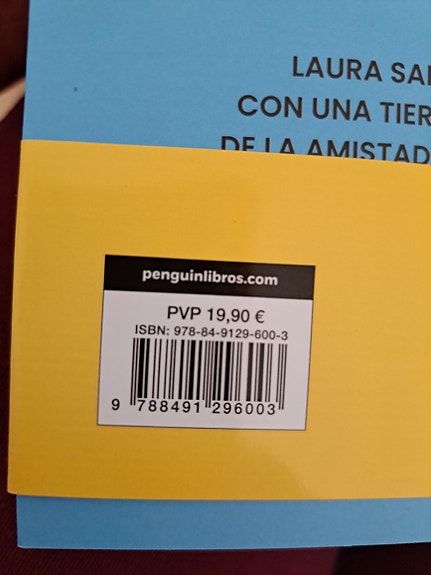 LAURA SA
CON UNA TIER
DE LA AMISTAD
penguinlibros.com
PVP 19,90 €
ISBN: 978-84-9129-600-3
9 788491 296003